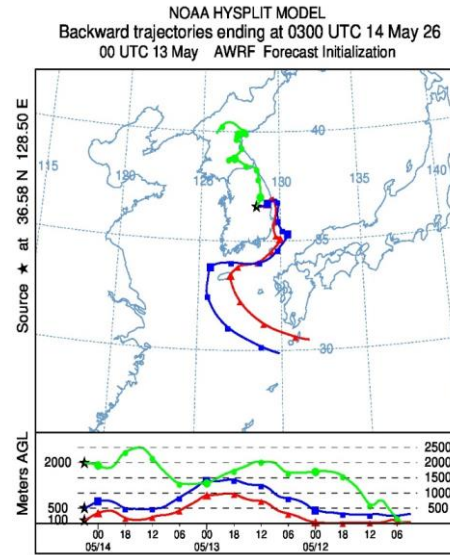 NOAA HYSPLIT MODEL
Backward trajectories ending at 0300 UTC 14 May 26
00 UTC 13 May AWRF Forecast Initialization
Source ★ at 36.58 N 128.50 E
115
120
125
130
135
140
40
35
30
Meters AGL
2000
500
100
2500
2000
1500
1000
500
00 18 12 06 00 18 12 06 00 18 12 06
05/14 05/13 05/12